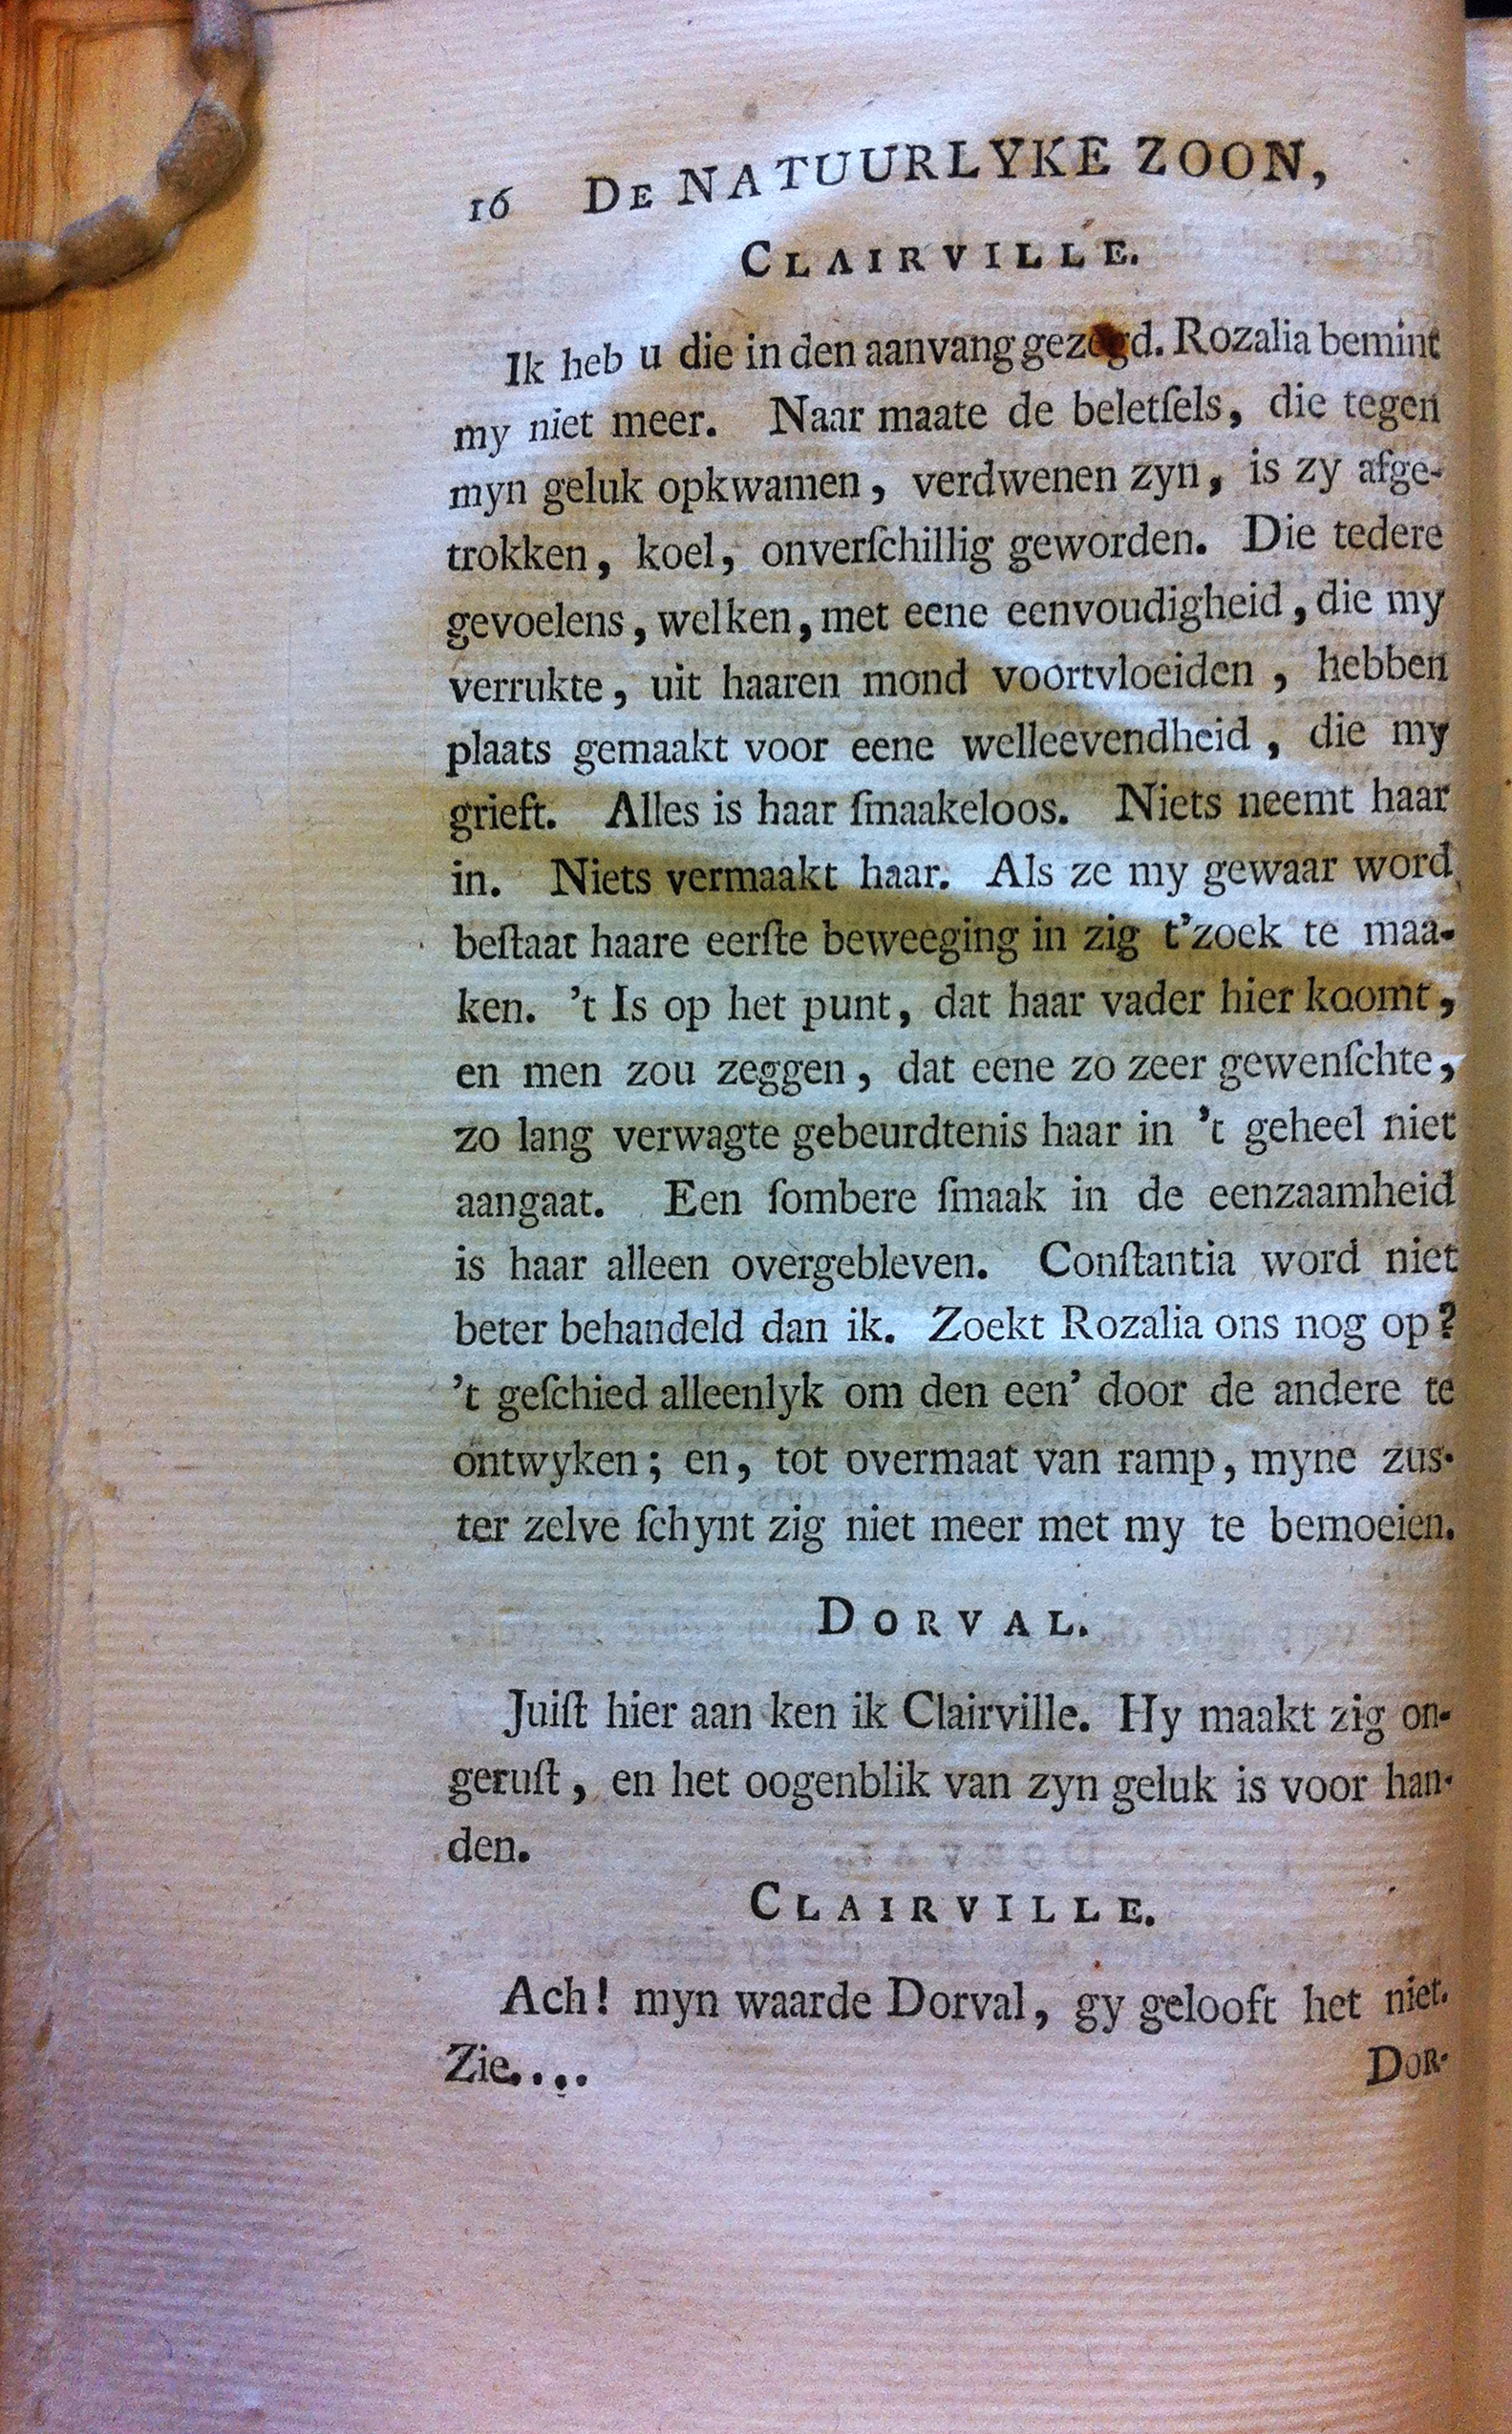 16 DE NATUURLYKE ZOON,
CLAIRVILLE.
Ik heb u die in den aanvang gezegd. Rozalia bemint
my niet meer. Naar maate de beletſels, die tegen
myn geluk opkwamen, verdwenen zyn, is zy afge-
trokken, koel, onverſchillig geworden. Die tedere
gevoelens, welken, met eene eenvoudigheid, die my
verrukte, uit haaren mond voortvloeiden, hebben
plaats gemaakt voor eene welleevendheid, die my
grieft. Alles is haar ſmaakeloos. Niets neemt haar
in. Niets vermaakt haar. Als ze my gewaar word
beſtaat haare eerſte beweeging in zig t'zoek te maa-
ken. 't Is op het punt, dat haar vader hier koomt,
en men zou zeggen, dat eene zo zeer gewenſchte,
zo lang verwagte gebeurdtenis haar in 't geheel niet
aangaat. Een ſombere ſmaak in de eenzaamheid
is haar alleen overgebleven. Conſtantia word niet
beter behandeld dan ik. Zoekt Rozalia ons nog op?
't geſchied alleenlyk om den een' door de andere te
ontwyken; en, tot overmaat van ramp, myne zus-
ter zelve ſchynt zig niet meer met my te bemoeien.
DORVAL.
Juiſt hier aan ken ik Clairville. Hy maakt zig on-
geruſt, en het oogenblik van zyn geluk is voor han-
den.
CLAIRVILLE.
Ach! myn waarde Dorval, gy gelooft het niet.
Zie....
DOR-